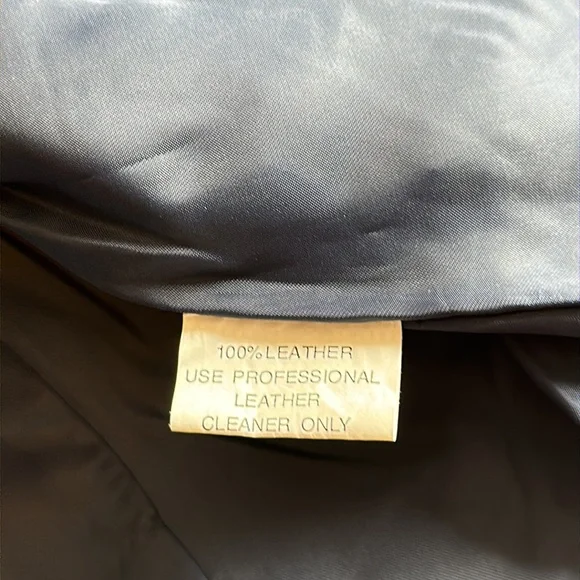 100%LEATHER
USE PROFESSIONAL
LEATHER
CLEANER ONLY